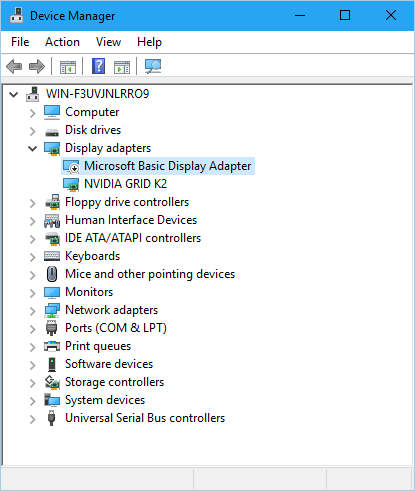 Device Manager
File Action View Help
WIN-F3UVJNLRRO9
Computer
Disk drives
Display adapters
Microsoft Basic Display Adapter
NVIDIA GRID K2
Floppy drive controllers
Human Interface Devices
IDE ATA/ATAPI controllers
Keyboards
Mice and other pointing devices
Monitors
Network adapters
Ports (COM & LPT)
Print queues
Software devices
Storage controllers
System devices
Universal Serial Bus controllers